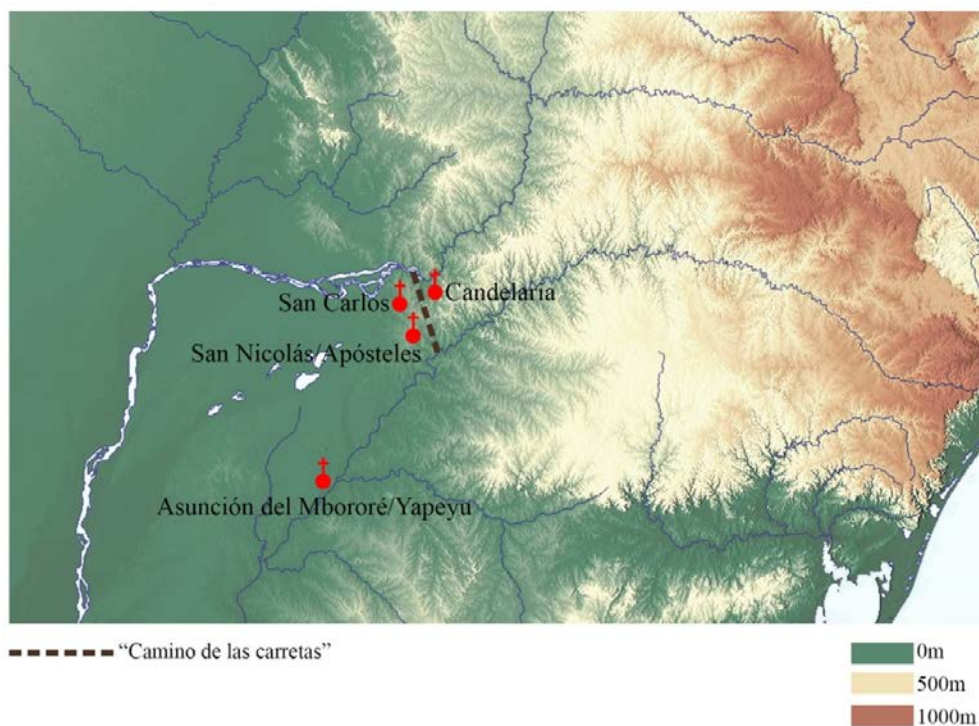 San Carlos
Candelaria
San Nicolás/Apósteles
Asunción del Mbororé/Yapeyu
“Camino de las carretas”
0m
500m
1000m